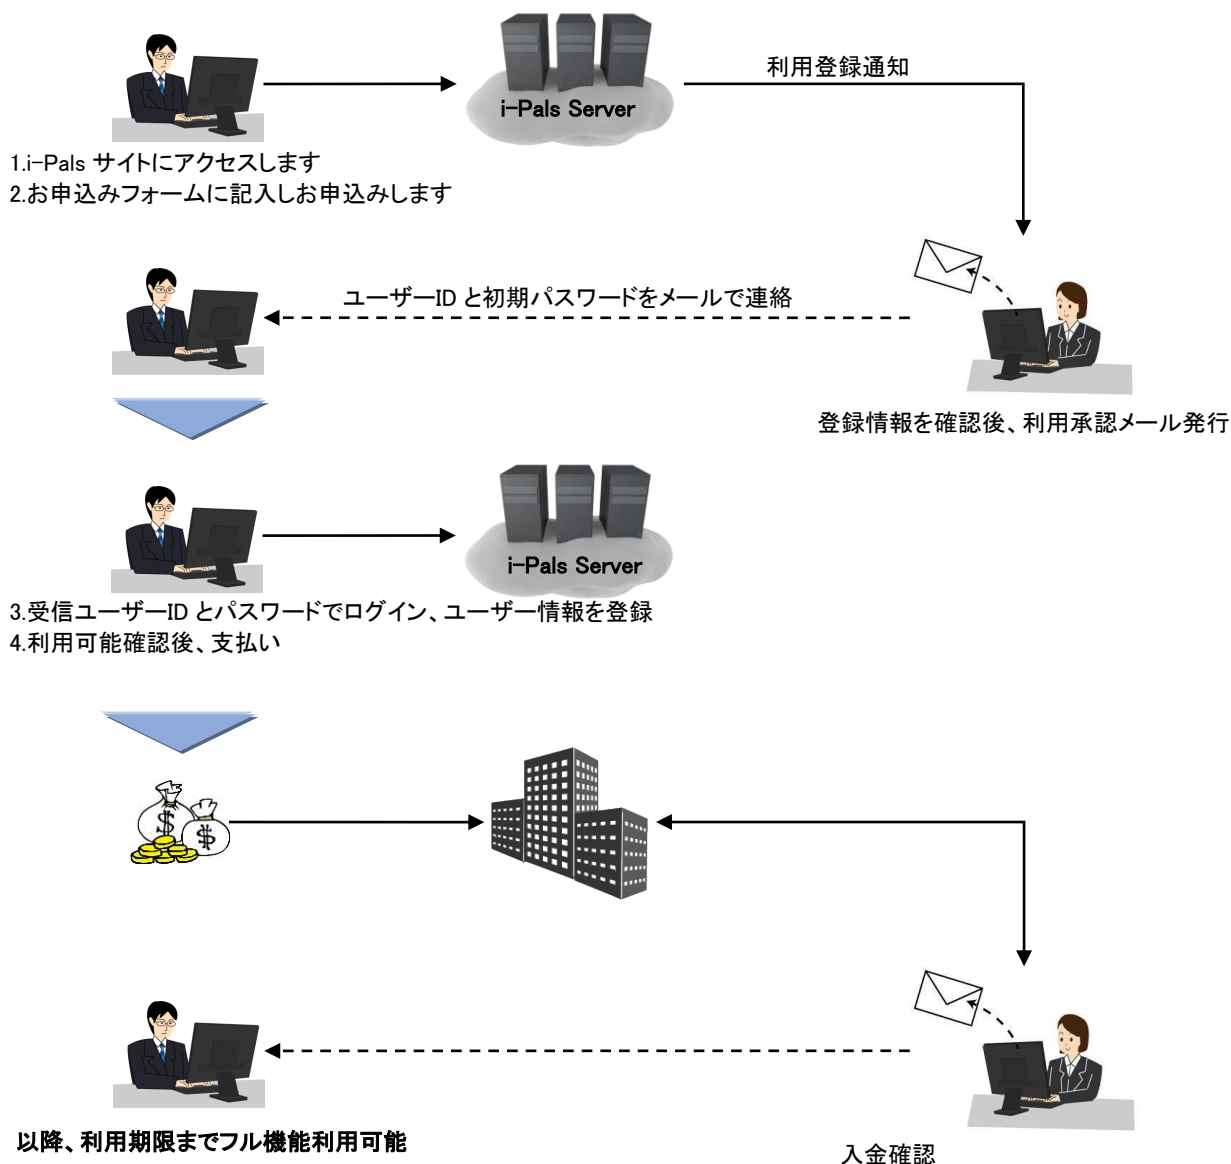 i-Pals Server
利用登録通知
1.i-Pals サイトにアクセスします
2.お申込みフォームに記入しお申込みします
ユーザーID と初期パスワードをメールで連絡
登録情報を確認後、利用承認メール発行
i-Pals Server
3.受信ユーザーID とパスワードでログイン、ユーザー情報を登録
4.利用可能確認後、支払い
$
$
以降、利用期限までフル機能利用可能
入金確認